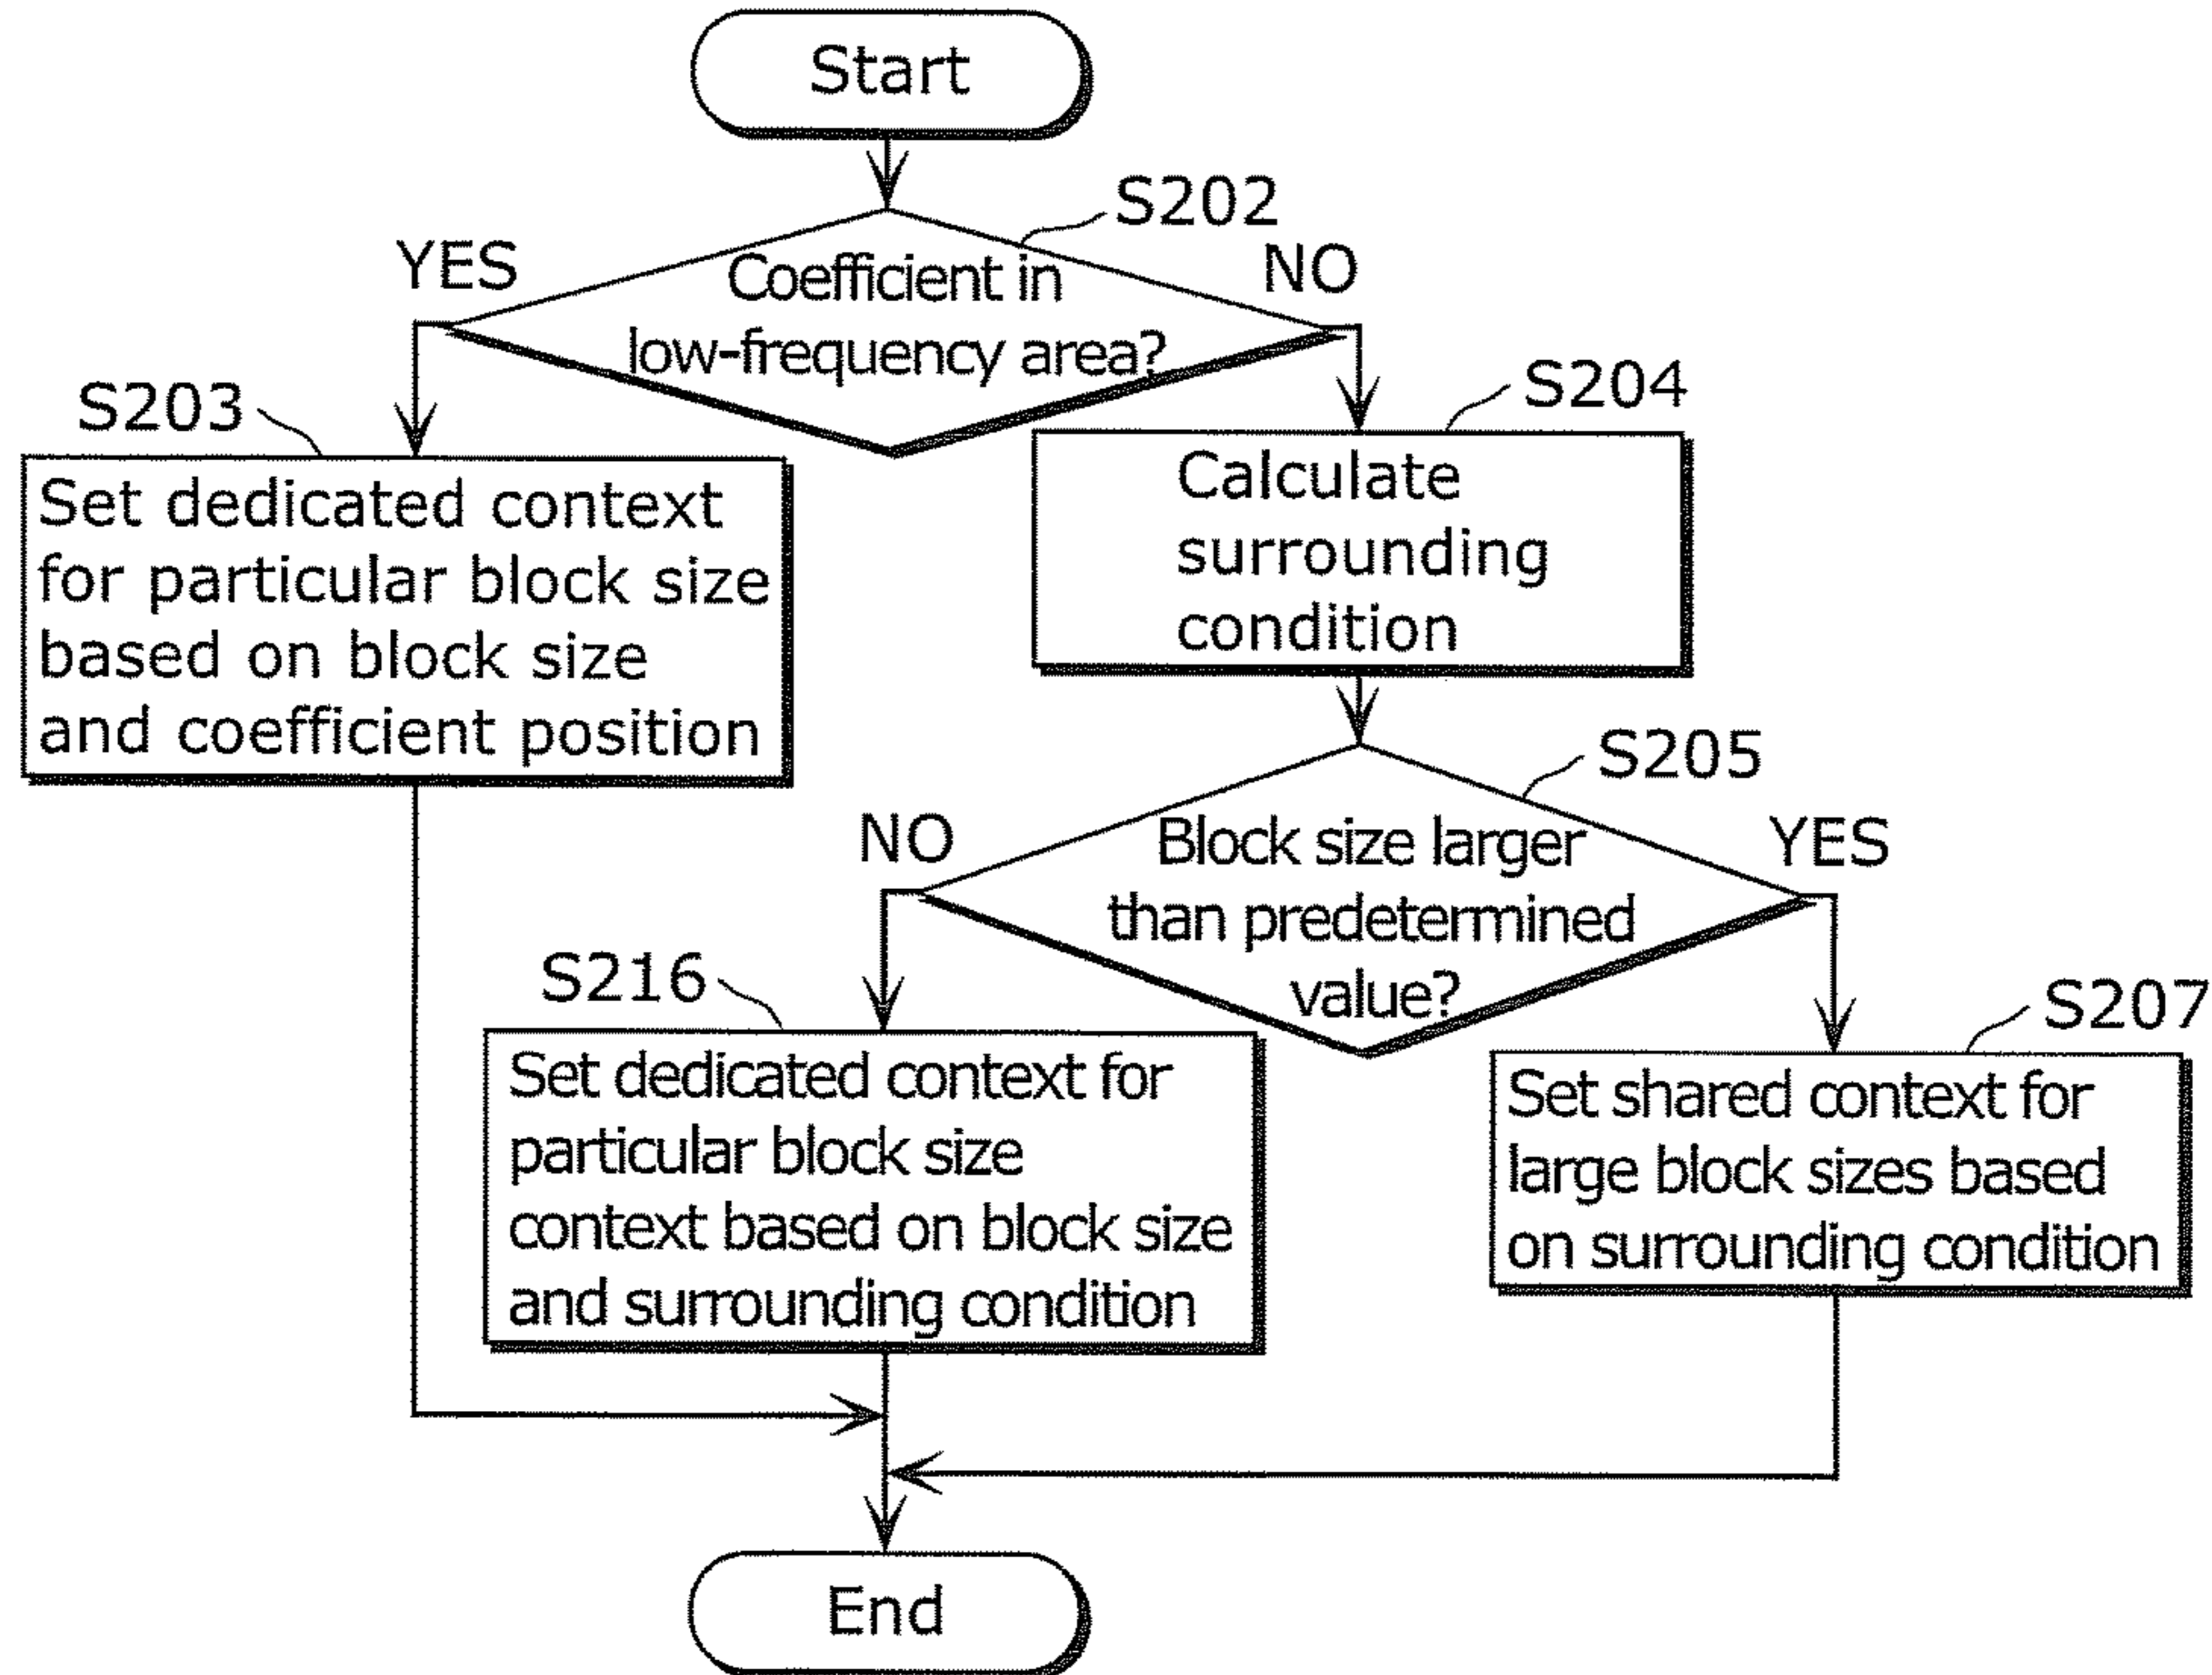 Start
S202
YES
NO
Coefficient in
low-frequency area?
S203
S204
Set dedicated context
for particular block size
based on block size
and coefficient position
Calculate
surrounding
condition
S205
NO
YES
Block size larger
than predetermined
value?
S216
S207
Set dedicated context for
particular block size
context based on block size
and surrounding condition
Set shared context for
large block sizes based
on surrounding condition
End